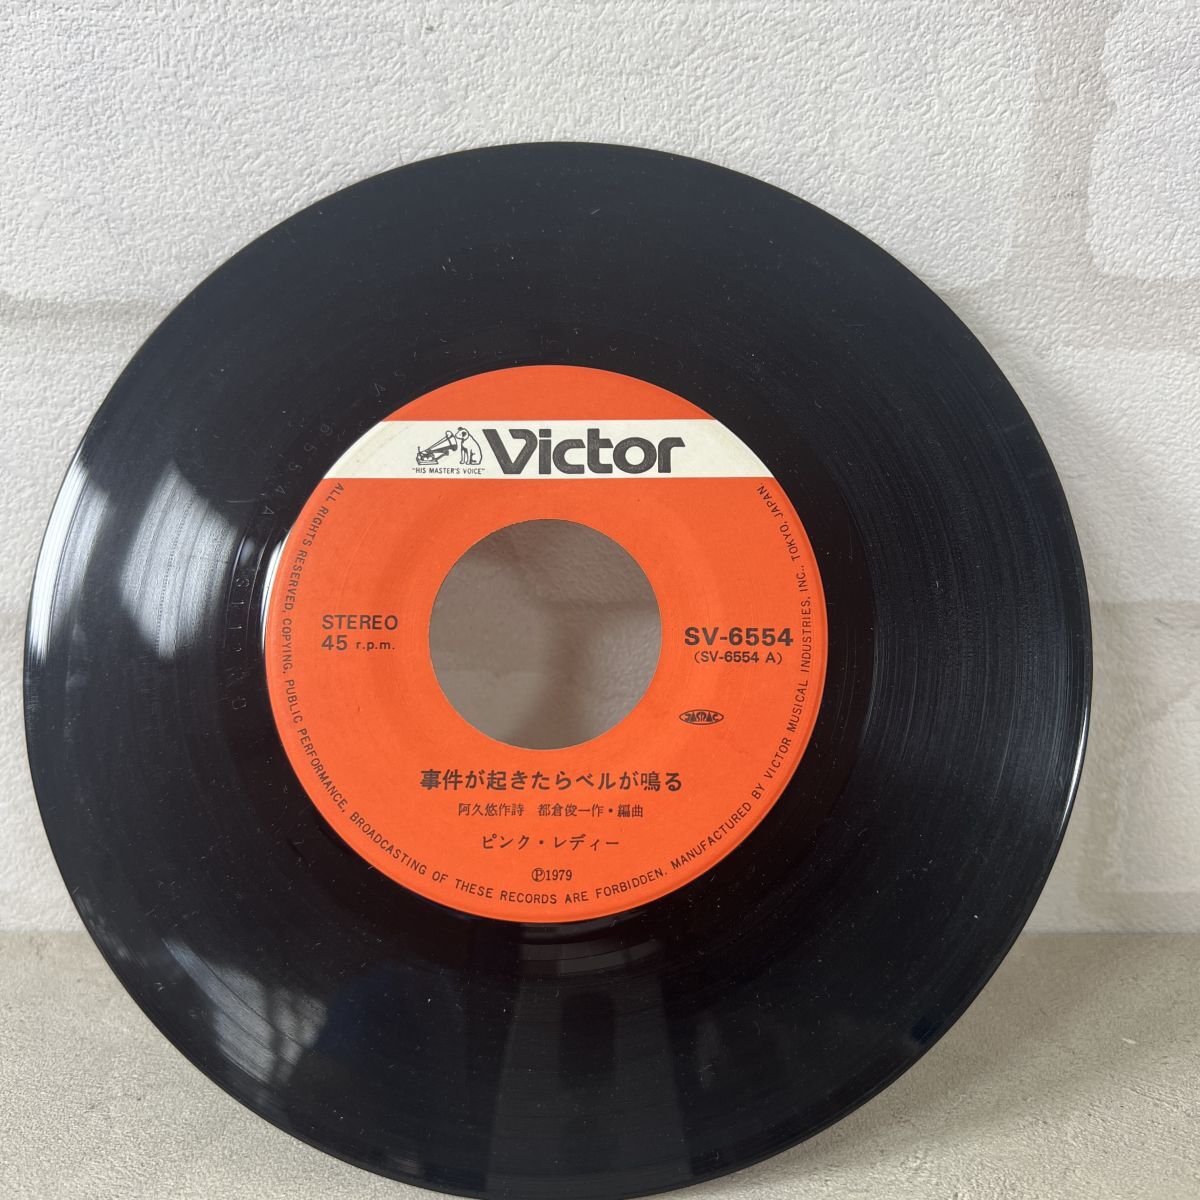 Victor
"HIS MASTER'S VOICE"
STEREO
45 r.p.m.
SV-6554
(SV-6554 A)
JASRAC
事件が起きたらベルが鳴る
阿久悠作詩 都倉俊一作・編曲
ピンク・レディー
Ⓟ1979
ALL RIGHTS RESERVED. COPYING, PUBLIC PERFORMANCE, BROADCASTING OF THESE RECORDS ARE FORBIDDEN. MANUFACTURED BY VICTOR MUSICAL INDUSTRIES, INC., TOKYO, JAPAN.